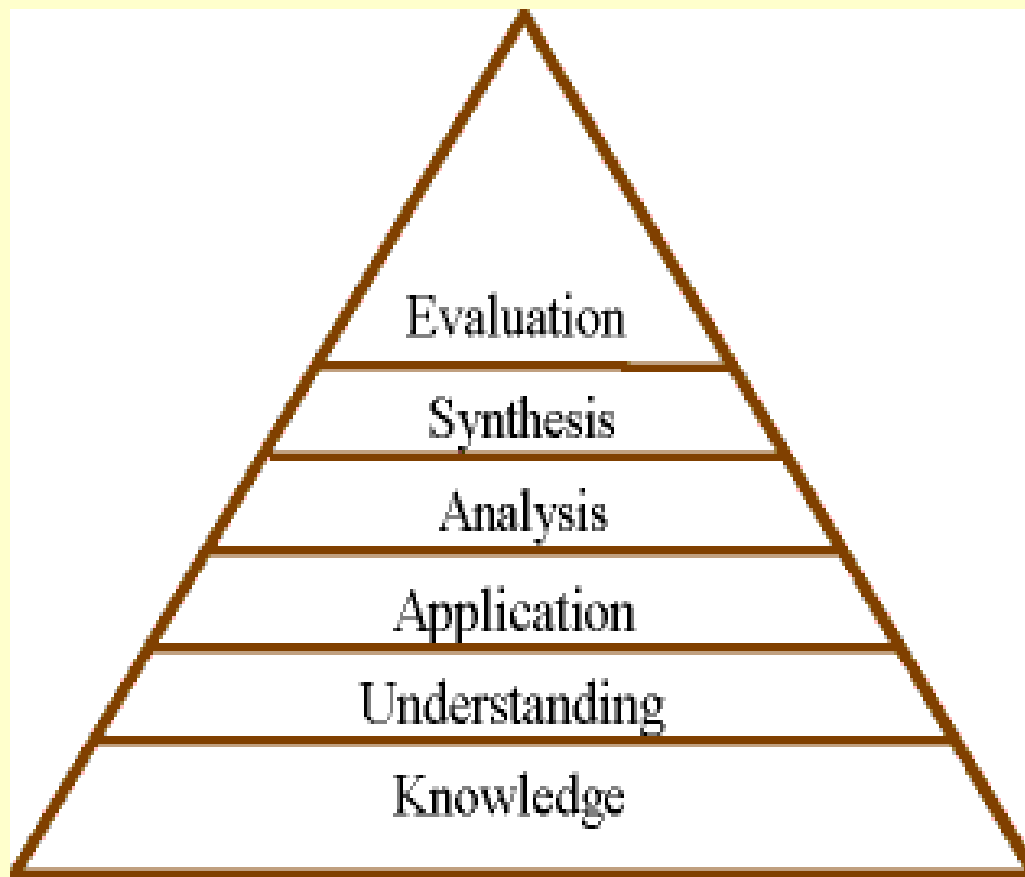 Evaluation
Synthesis
Analysis
Application
Understanding
Knowledge